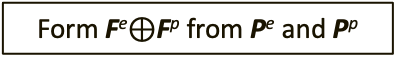 Form Fᵉ⊕Fᵖ from Pᵉ and Pᵖ